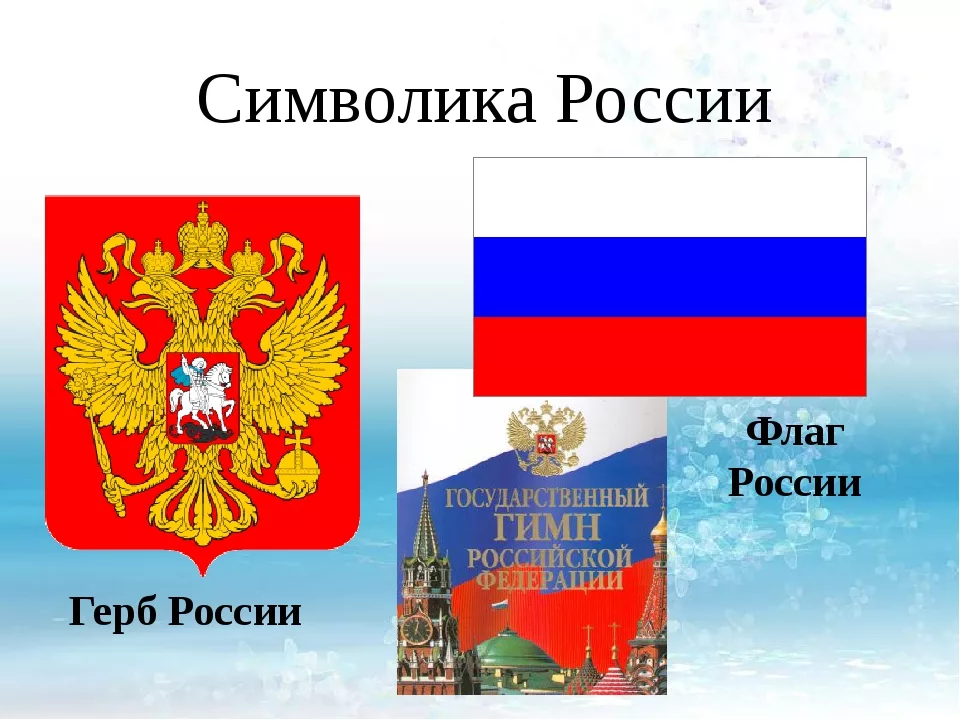 Символика России
Флаг
России
ГОСУДАРСТВЕННЫЙ
ГИМН
РОССИЙСКОЙ
ФЕДЕРАЦИИ
Герб России